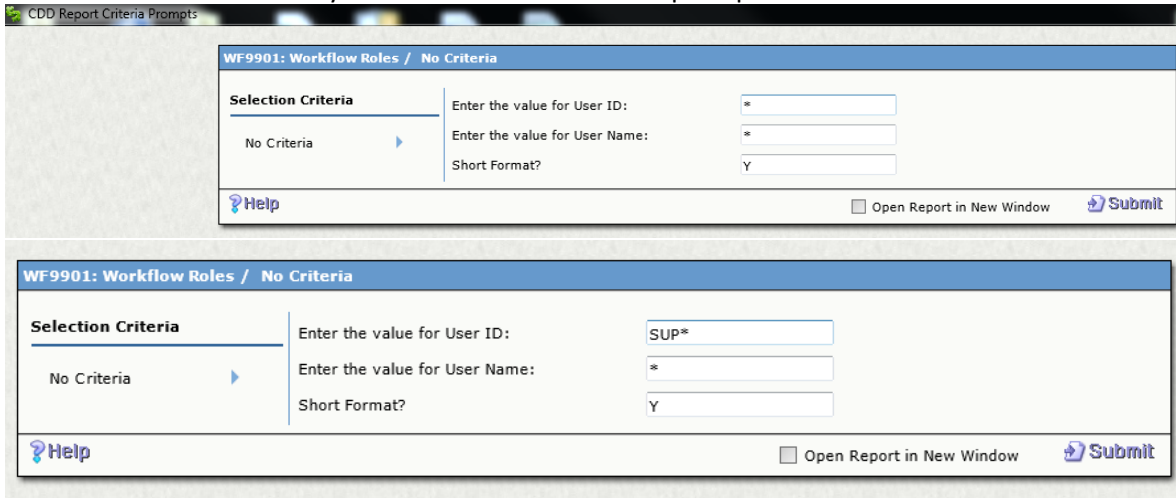 CDD Report Criteria Prompts
WF9901: Workflow Roles / No Criteria
Selection Criteria
No Criteria
Enter the value for User ID: *
Enter the value for User Name: *
Short Format? Y
Help
Open Report in New Window
Submit
WF9901: Workflow Roles / No Criteria
Selection Criteria
No Criteria
Enter the value for User ID: SUP*
Enter the value for User Name: *
Short Format? Y
Help
Open Report in New Window
Submit